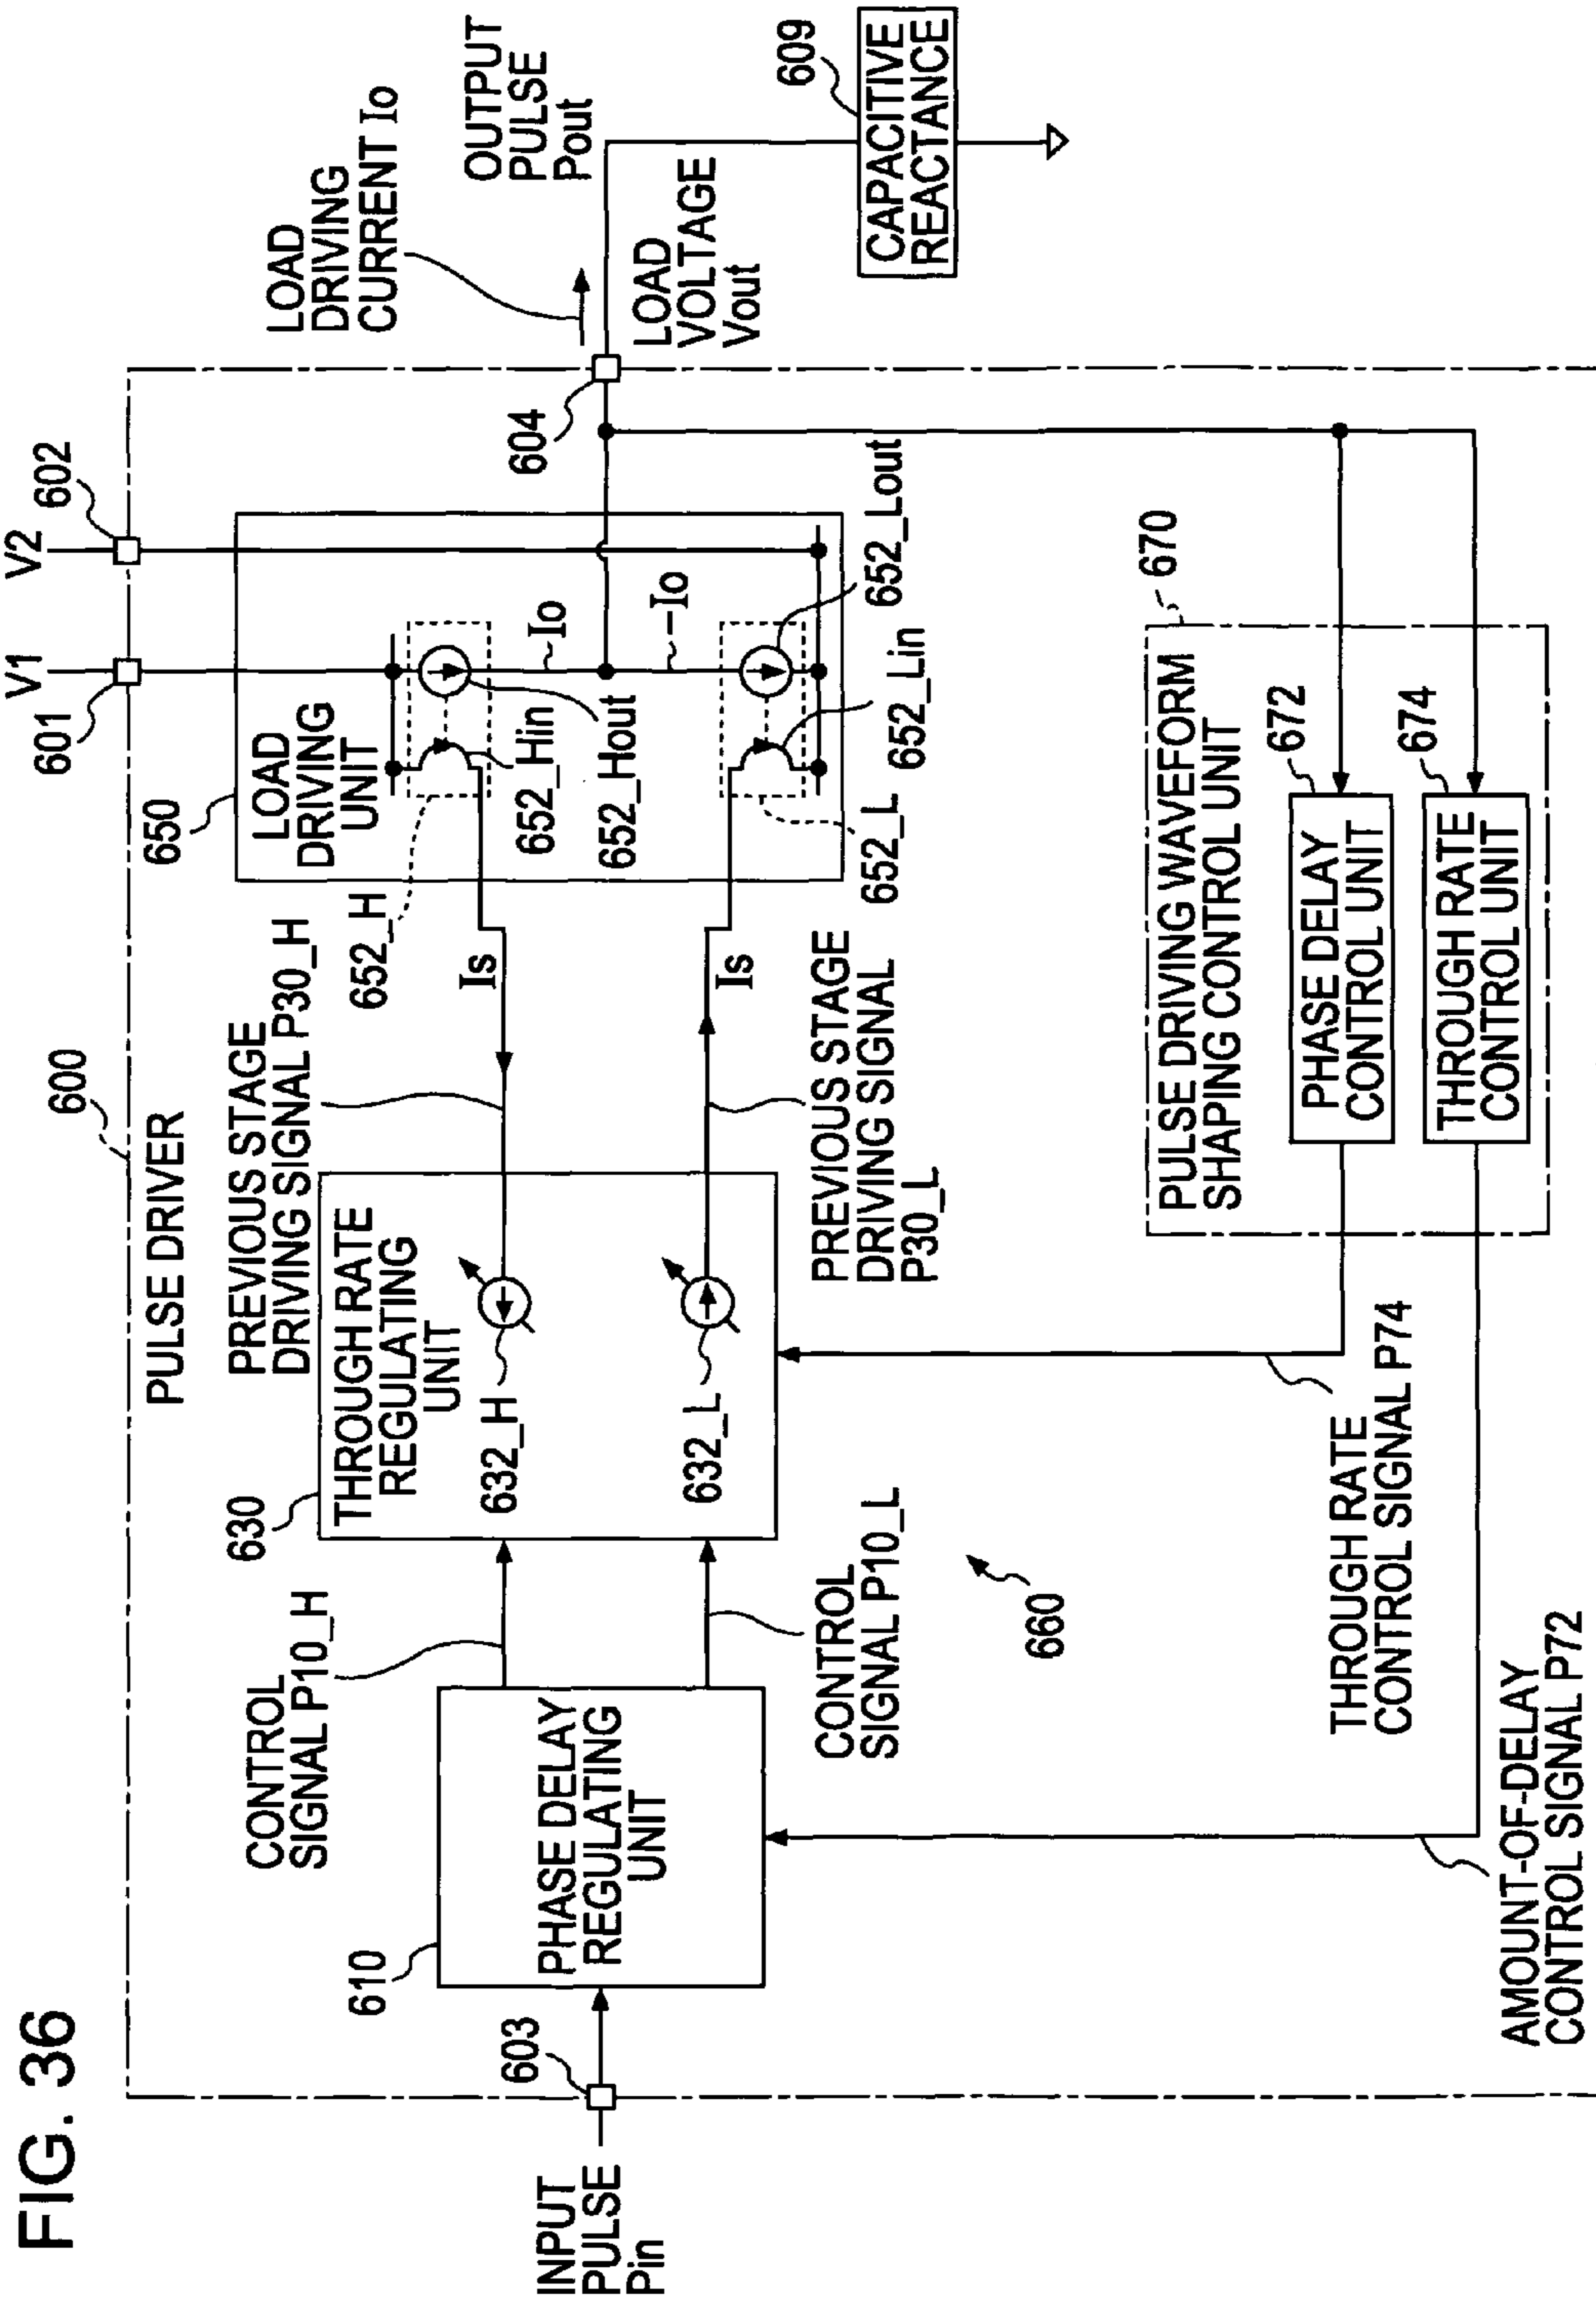 FIG. 36
600
PULSE DRIVER
INPUT
PULSE
Pin
603
610
PHASE DELAY
REGULATING
UNIT
CONTROL
SIGNAL P10_H
CONTROL
SIGNAL P10_L
630
THROUGH RATE
REGULATING
UNIT
632_H
632_L
PREVIOUS STAGE
DRIVING SIGNAL P30_H
Is
PREVIOUS STAGE
DRIVING SIGNAL
P30_L
Is
650
LOAD
DRIVING
UNIT
652_H
652_Hin
652_Hout
652_L
652_Lin
652_Lout
Io
-Io
601
V1
602
V2
604
LOAD
DRIVING
CURRENT Io
OUTPUT
PULSE
Pout
LOAD
VOLTAGE
Vout
609
CAPACITIVE
REACTANCE
660
670
PULSE DRIVING WAVEFORM
SHAPING CONTROL UNIT
672
PHASE DELAY
CONTROL UNIT
674
THROUGH RATE
CONTROL UNIT
THROUGH RATE
CONTROL SIGNAL P74
AMOUNT-OF-DELAY
CONTROL SIGNAL P72